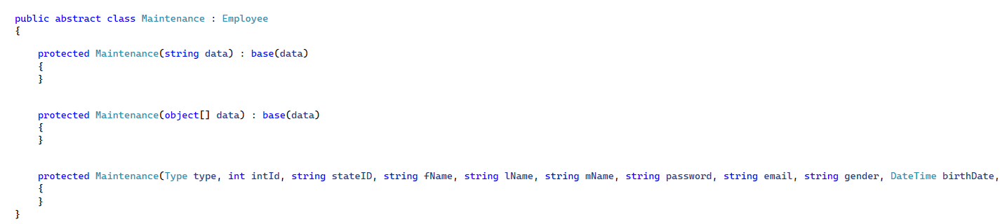 public abstract class Maintenance : Employee
{
protected Maintenance(string data) : base(data)
{
}
protected Maintenance(object[] data) : base(data)
{
}
protected Maintenance(Type type, int intId, string stateID, string fName, string lName, string mName, string password, string email, string gender, DateTime birthDate,
{
}
}